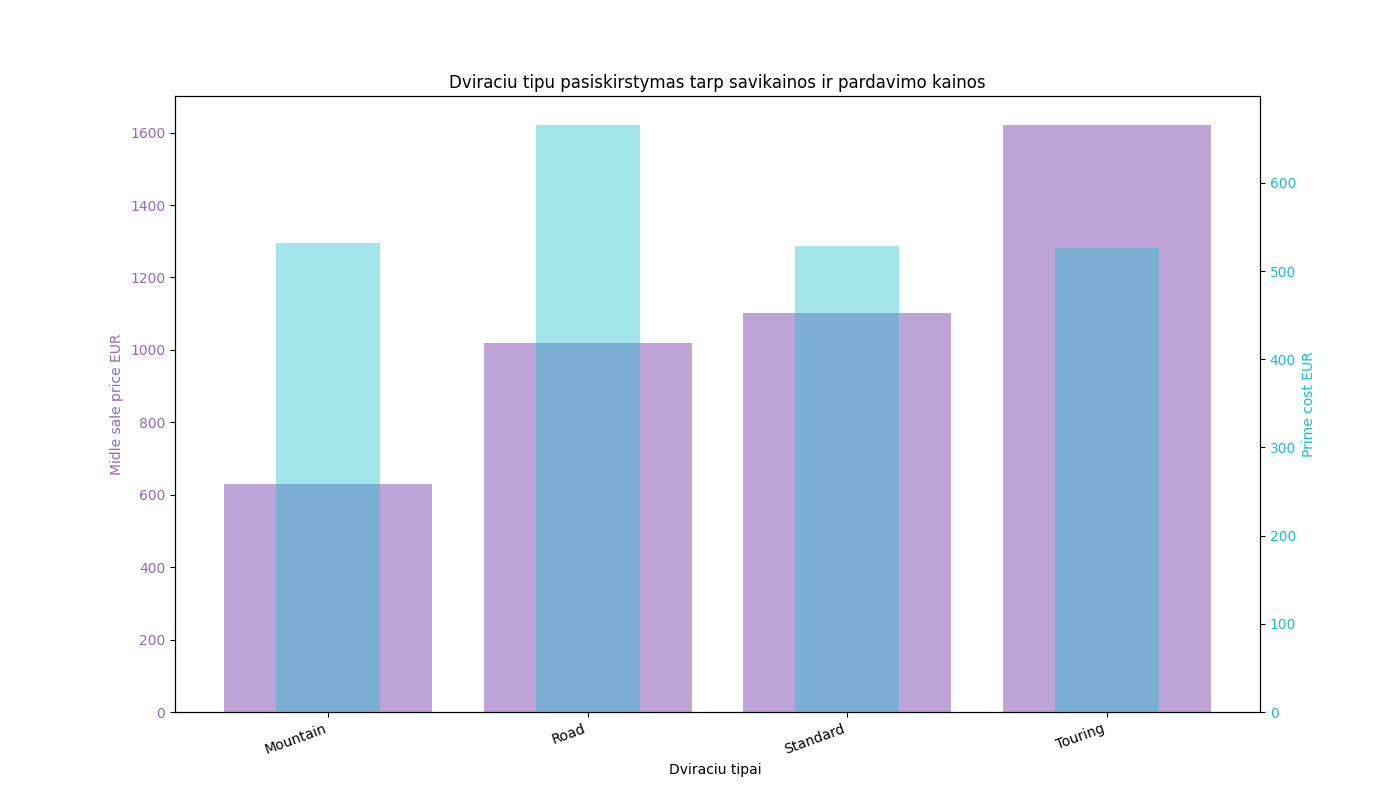 Dviraciu tipu pasiskirstymas tarp savikainos ir pardavimo kainos
1600
1400
1200
1000
800
600
400
200
0
Midle sale price EUR
600
500
400
300
200
100
0
Prime cost EUR
Mountain
Road
Standard
Touring
Dviraciu tipai